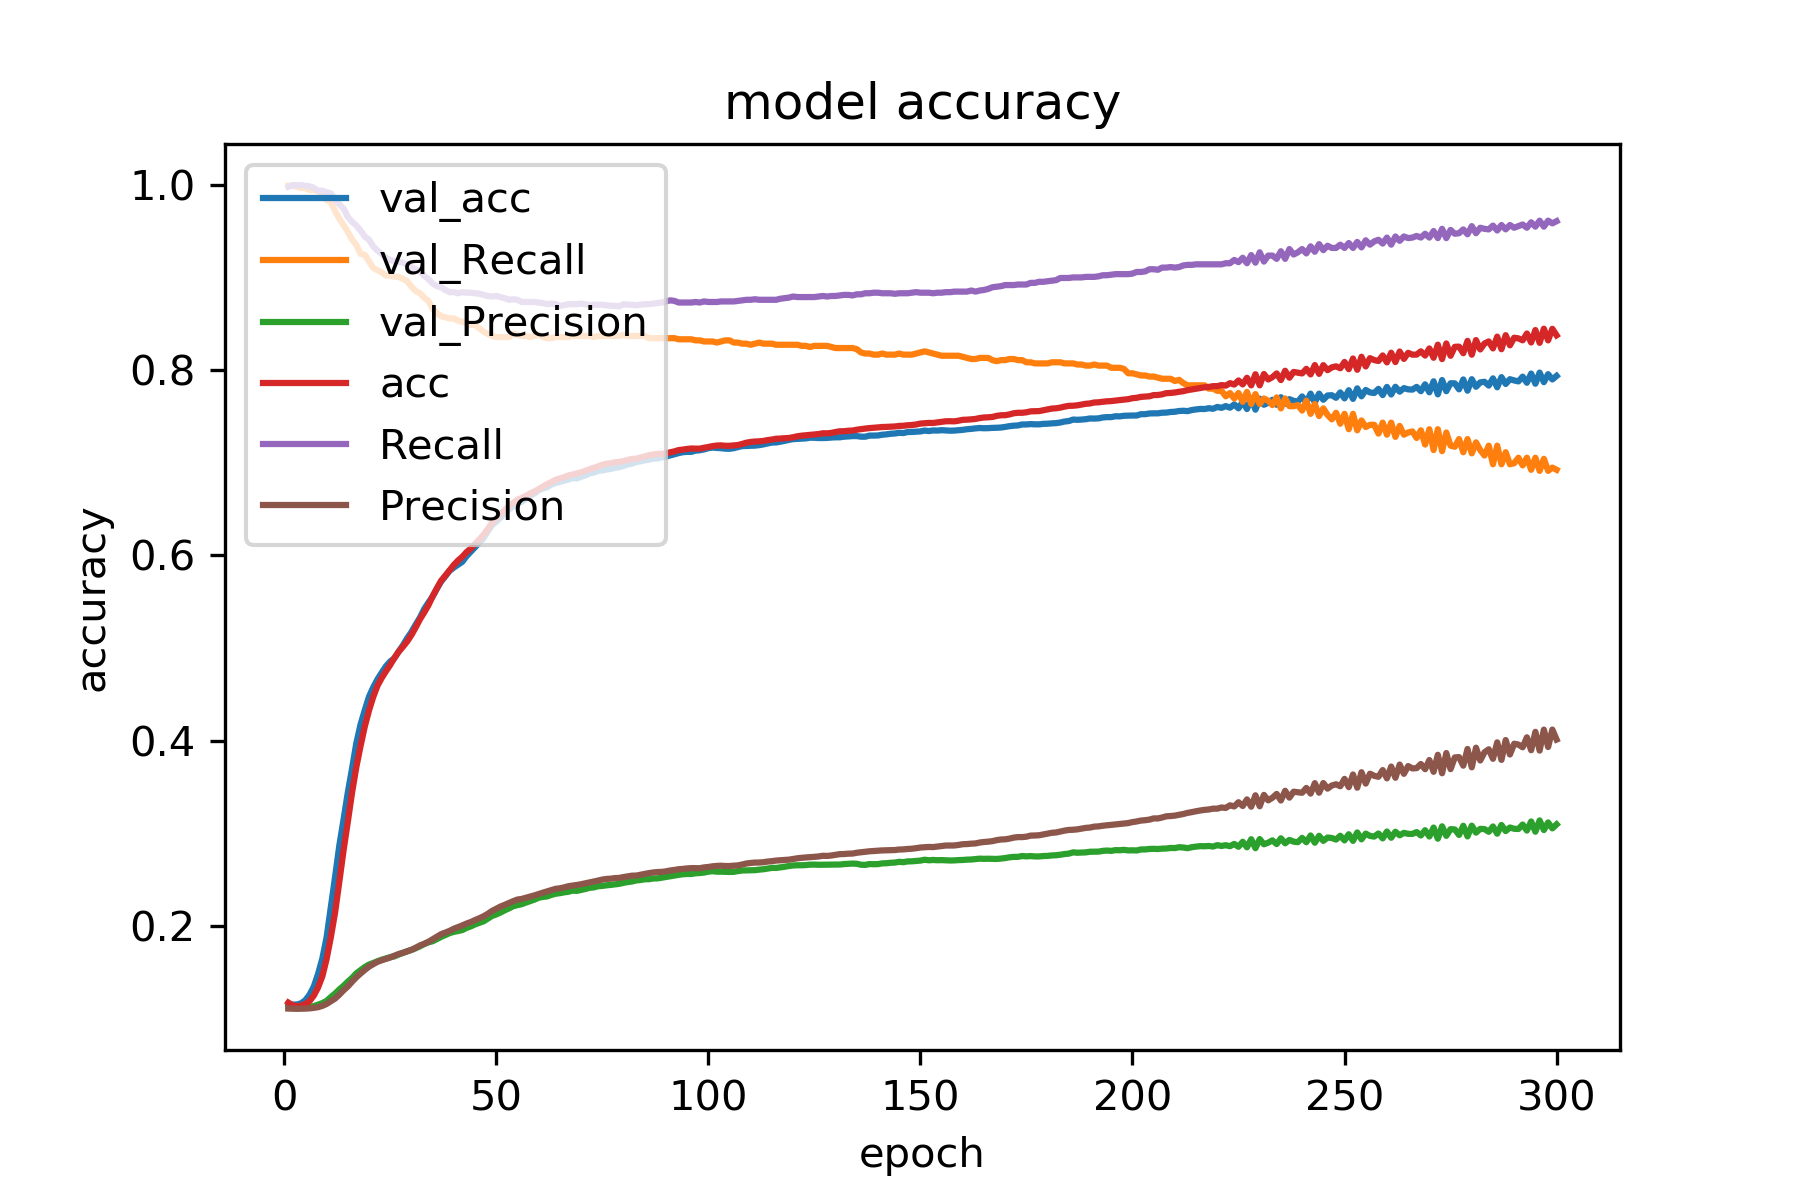 model accuracy
val_acc
val_Recall
val_Precision
acc
Recall
Precision
accuracy
1.0
0.8
0.6
0.4
0.2
0 50 100 150 200 250 300
epoch